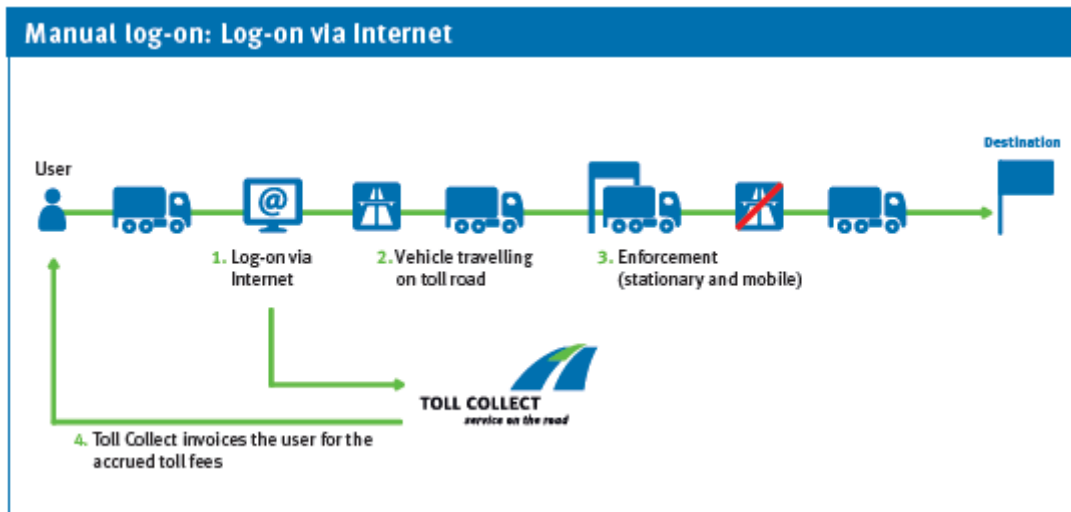 Manual log-on: Log-on via Internet
Destination
User
@
1. Log-on via
Internet
2. Vehicle travelling
on toll road
3. Enforcement
(stationary and mobile)
TOLL COLLECT
service on the road
4. Toll Collect invoices the user for the
accrued toll fees